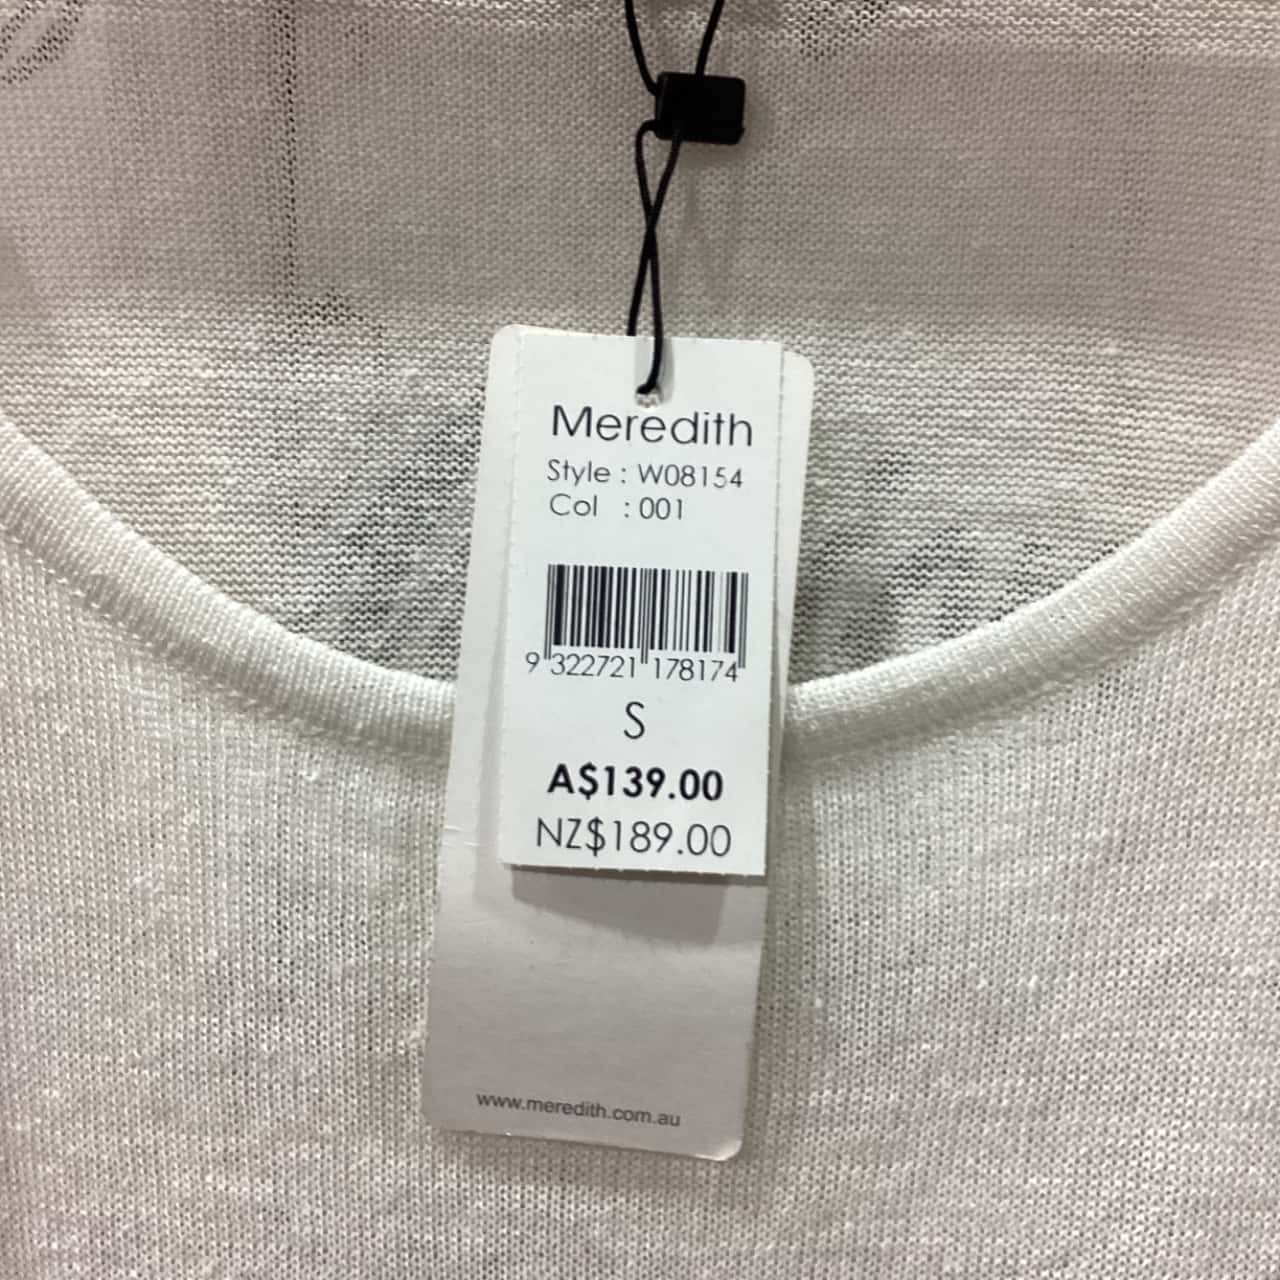 Meredith
Style : W08154
Col : 001
9 322721 178174
S
A$139.00
NZ$189.00
www.meredith.com.au